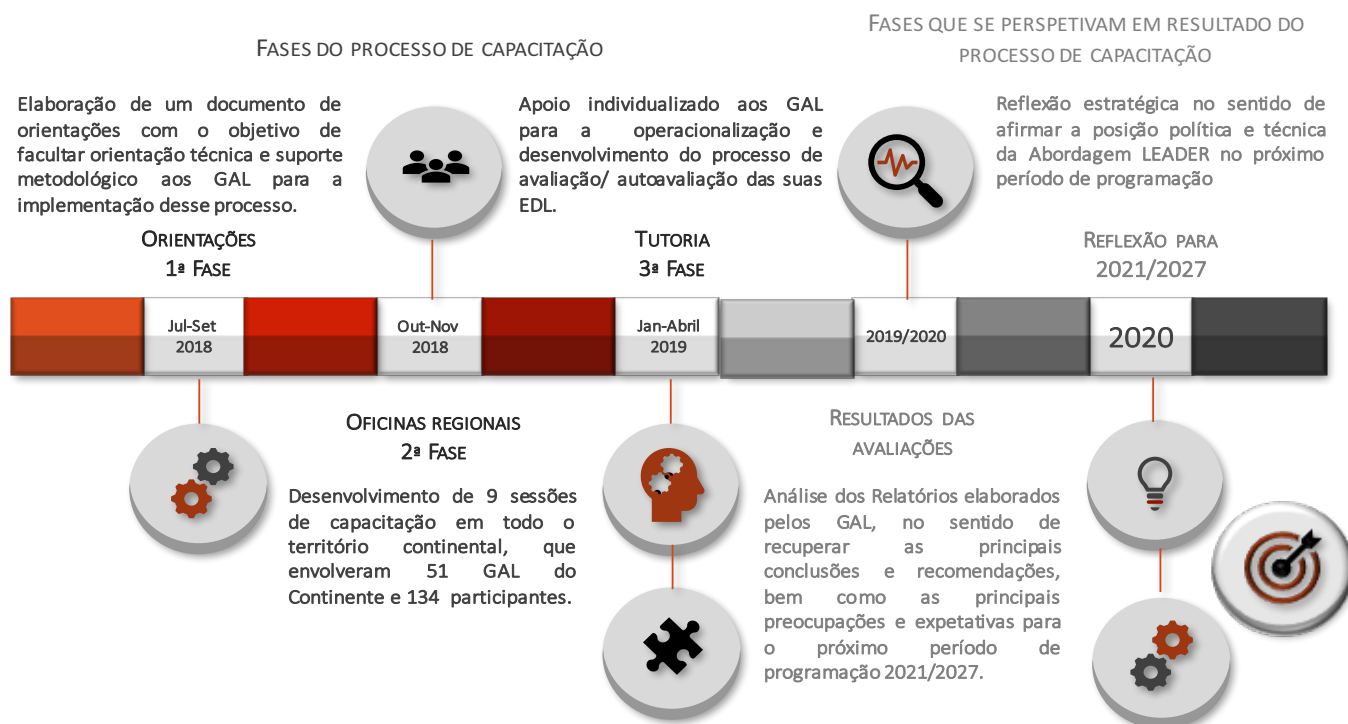 FASES DO PROCESSO DE CAPACITAÇÃO
FASES QUE SE PERSPETIVAM EM RESULTADO DO
PROCESSO DE CAPACITAÇÃO
Elaboração de um documento de
orientações com o objetivo de
facultar orientação técnica e suporte
metodológico aos GAL para a
implementação desse processo.
ORIENTAÇÕES
1ª FASE
Apoio individualizado aos GAL
para a operacionalização e
desenvolvimento do processo de
avaliação/ autoavaliação das suas
EDL.
TUTORIA
3ª FASE
Reflexão estratégica no sentido de
afirmar a posição política e técnica
da Abordagem LEADER no próximo
período de programação
REFLEXÃO PARA
2021/2027
Jul-Set
2018
Out-Nov
2018
Jan-Abril
2019
2019/2020
2020
OFICINAS REGIONAIS
2ª FASE
Desenvolvimento de 9 sessões
de capacitação em todo o
território continental, que
envolveram 51 GAL do
Continente e 134 participantes.
RESULTADOS DAS
AVALIAÇÕES
Análise dos Relatórios elaborados
pelos GAL, no sentido de
recuperar as principais
conclusões e recomendações,
bem como as principais
preocupações e expetativas para
o próximo período de
programação 2021/2027.